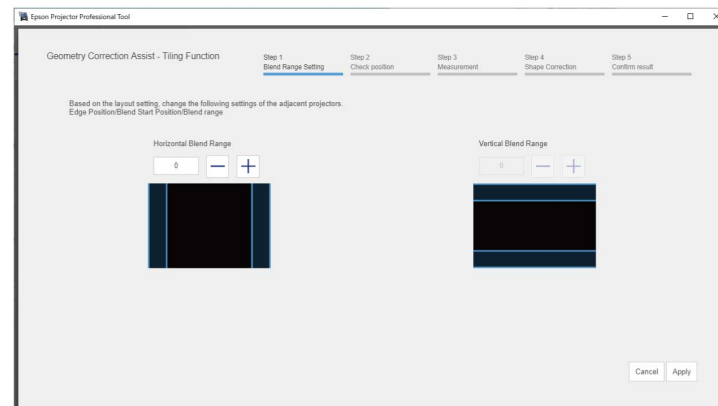 Epson Projector Professional Tool
Geometry Correction Assist - Tiling Function
Step 1
Blend Range Setting
Step 2
Check position
Step 3
Measurement
Step 4
Shape Correction
Step 5
Confirm result
Based on the layout setting, change the following settings of the adjacent projectors.
Edge Position/Blend Start Position/Blend range
Horizontal Blend Range
0
Vertical Blend Range
0
Cancel
Apply